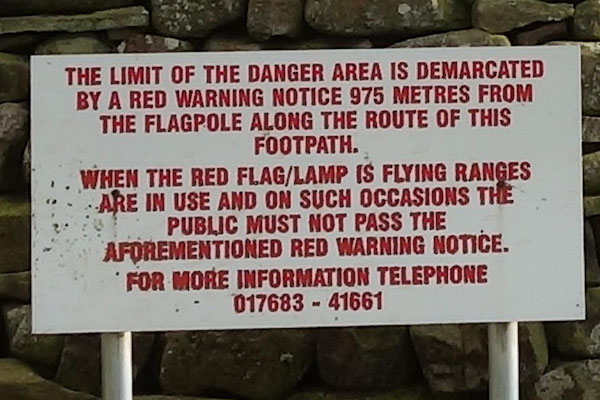 THE LIMIT OF THE DANGER AREA IS DEMARCATED
BY A RED WARNING NOTICE 975 METRES FROM
THE FLAGPOLE ALONG THE ROUTE OF THIS
FOOTPATH.
WHEN THE RED FLAG/LAMP IS FLYING RANGES
ARE IN USE AND ON SUCH OCCASIONS THE
PUBLIC MUST NOT PASS THE
AFOREMENTIONED RED WARNING NOTICE.
FOR MORE INFORMATION TELEPHONE
017683 - 41661